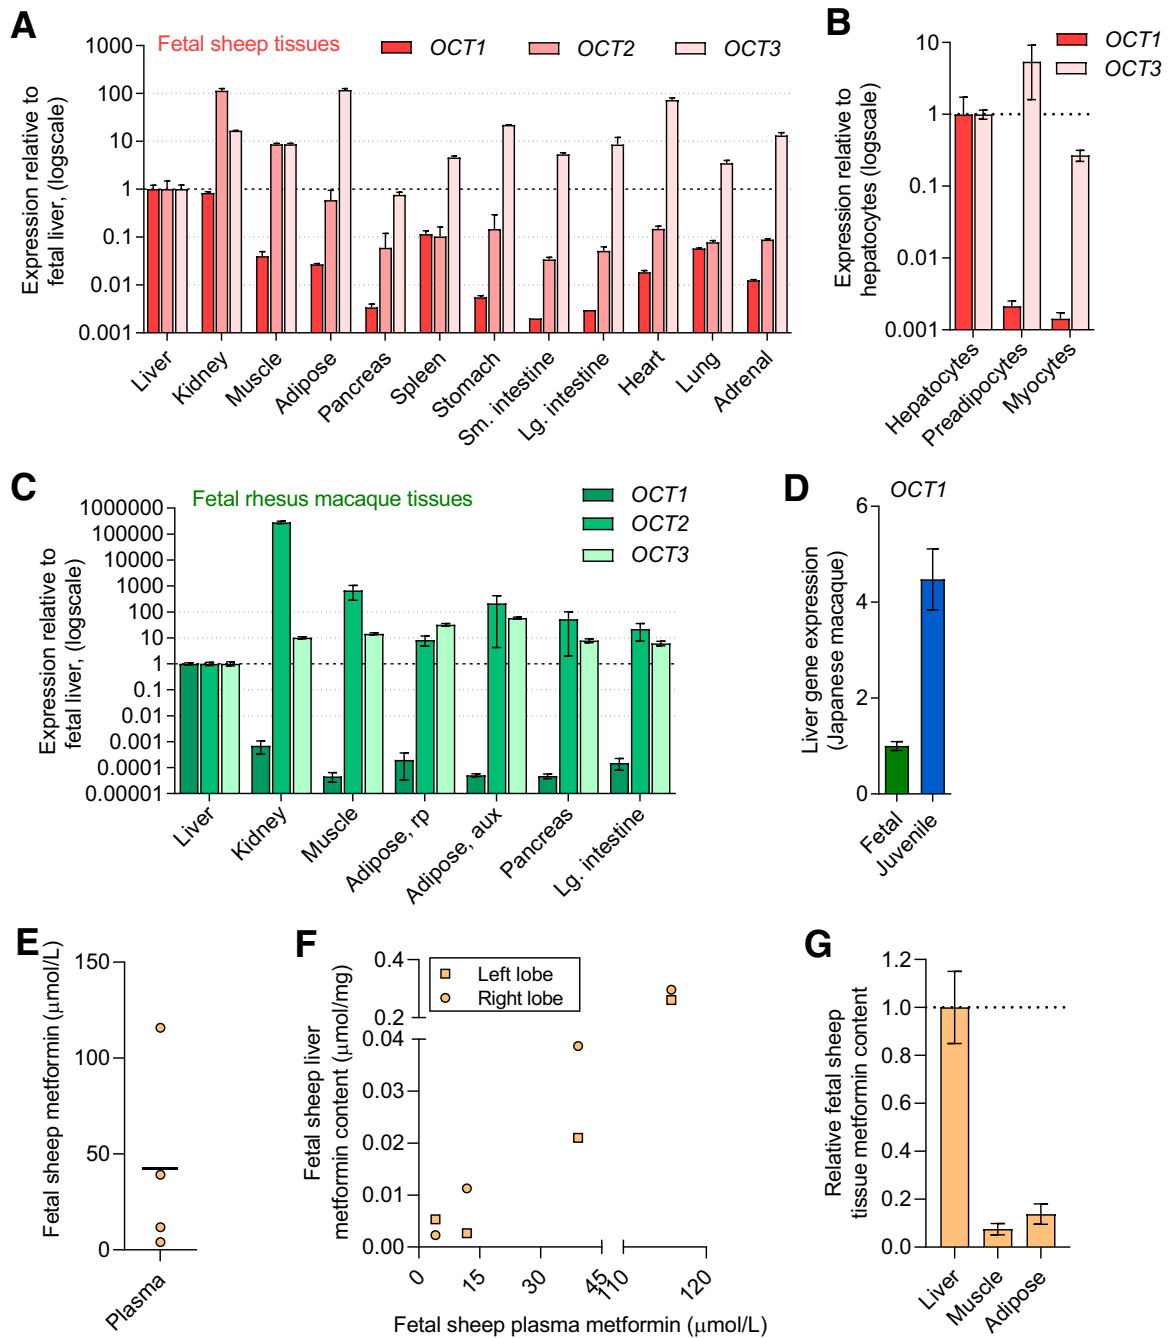 A
Fetal sheep tissues
OCT1
OCT2
OCT3
Expression relative to
fetal liver, (logscale)
1000
100
10
1
0.1
0.01
0.001
Liver
Kidney
Muscle
Adipose
Pancreas
Spleen
Stomach
Sm. intestine
Lg. intestine
Heart
Lung
Adrenal
B
OCT1
OCT3
Expression relative to
hepatocytes (logscale)
10
1
0.1
0.01
0.001
Hepatocytes
Preadipocytes
Myocytes
C
Fetal rhesus macaque tissues
OCT1
OCT2
OCT3
Expression relative to
fetal liver, (logscale)
1000000
100000
10000
1000
100
10
1
0.1
0.01
0.001
0.0001
0.00001
Liver
Kidney
Muscle
Adipose, rp
Adipose, aux
Pancreas
Lg. intestine
D
OCT1
Liver gene expression
(Japanese macaque)
6
4
2
0
Fetal
Juvenile
E
Fetal sheep metformin (μmol/L)
150
100
50
0
Plasma
F
Left lobe
Right lobe
Fetal sheep liver
metformin content (μmol/mg)
0.4
0.2
0.04
0.03
0.02
0.01
0.00
0
15
30
45
110
120
Fetal sheep plasma metformin (μmol/L)
G
Relative fetal sheep
tissue metformin content
1.2
1.0
0.8
0.6
0.4
0.2
0.0
Liver
Muscle
Adipose